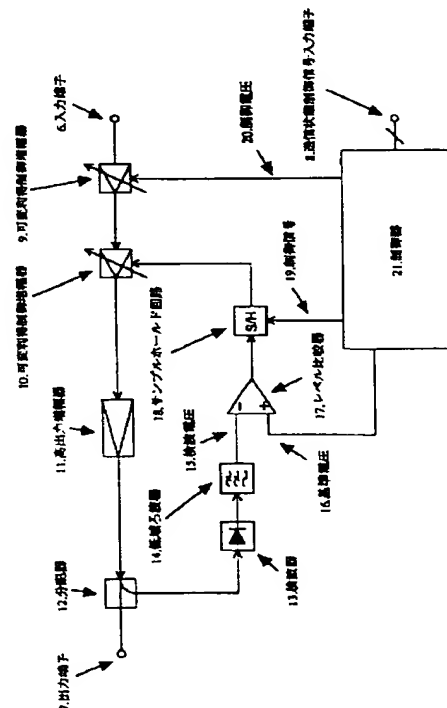 6.入力端子
9.可変利得制御増幅器
10.可変利得制御増幅器
11.高出力増幅器
12.分配器
7.出力端子
13.検波器
14.低域ろ波器
15.検波電圧
16.基準電圧
17.レベル比較器
18.サンプルホールド回路
S/H
19.制御信号
20.制御電圧
21.制御器
8.送信状態制御信号入力端子
－
＋